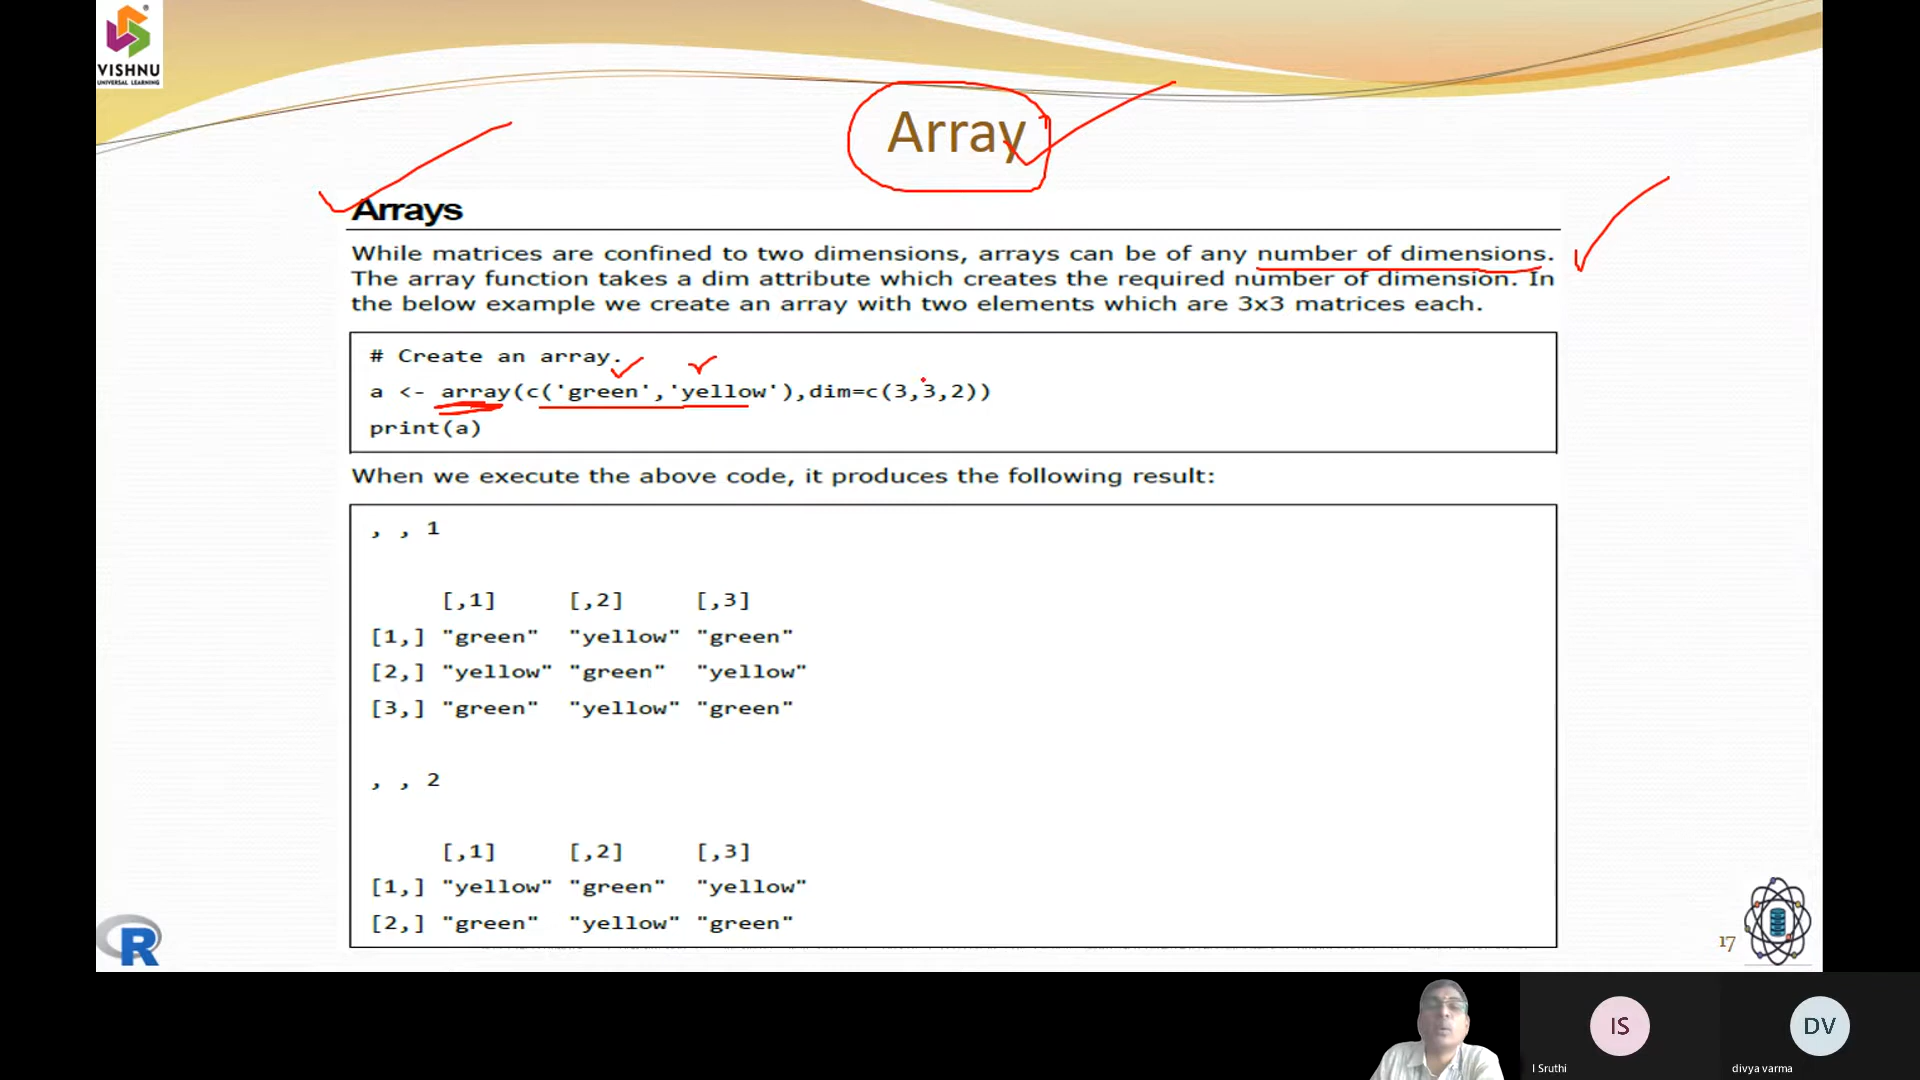 VISHNU
UNIVERSAL LEARNING
Array
Arrays
While matrices are confined to two dimensions, arrays can be of any number of dimensions.
The array function takes a dim attribute which creates the required number of dimension. In
the below example we create an array with two elements which are 3x3 matrices each.
# Create an array.
a <- array(c('green','yellow'),dim=c(3,3,2))
print(a)
When we execute the above code, it produces the following result:
, , 1
[,1] [,2] [,3]
[1,] "green" "yellow" "green"
[2,] "yellow" "green" "yellow"
[3,] "green" "yellow" "green"
, , 2
[,1] [,2] [,3]
[1,] "yellow" "green" "yellow"
[2,] "green" "yellow" "green"
R
17
IS
DV
I Sruthi
divya varma